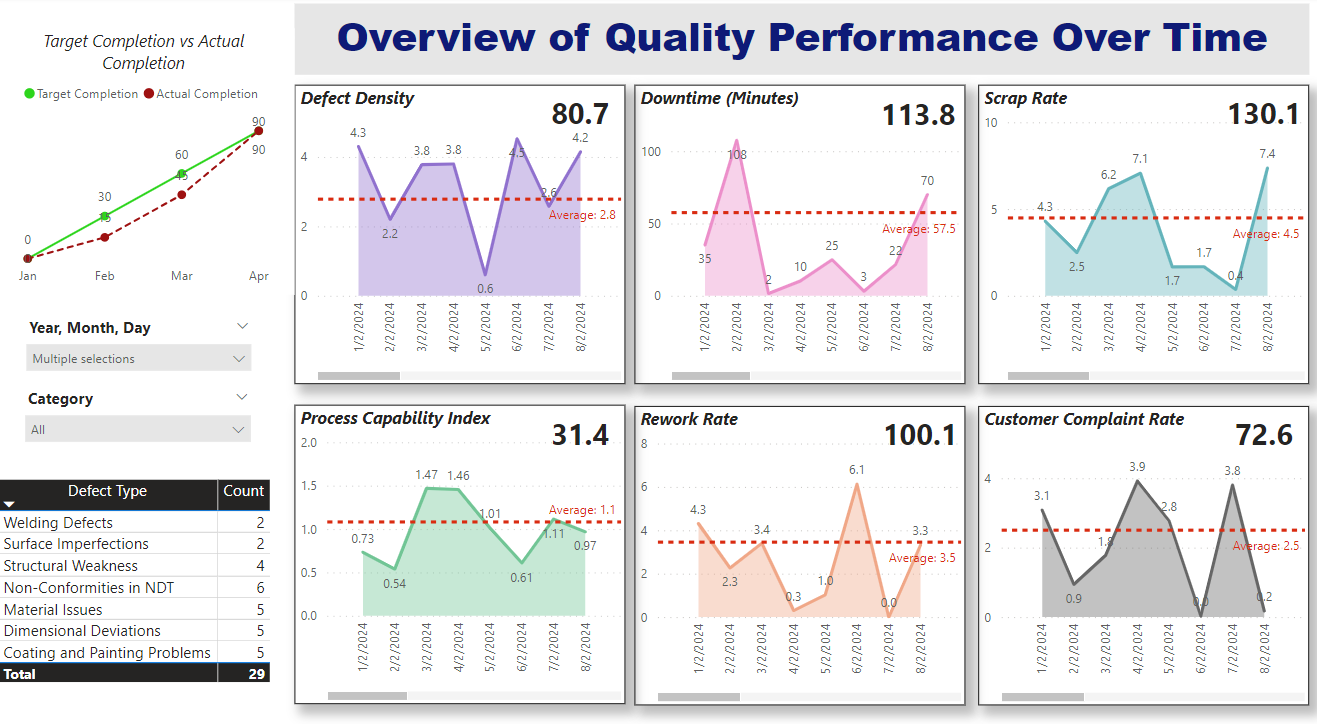 Overview of Quality Performance Over Time
Target Completion vs Actual
Completion
Target Completion Actual Completion
90
90
60
45
30
15
0
Jan Feb Mar Apr
Year, Month, Day
Multiple selections
Category
All
Defect Type Count
Welding Defects 2
Surface Imperfections 2
Structural Weakness 4
Non-Conformities in NDT 6
Material Issues 5
Dimensional Deviations 5
Coating and Painting Problems 5
Total 29
Defect Density
80.7
4.3 2.2 3.8 3.8 0.6 4.5 2.6 4.2
4
2
0
Average: 2.8
1/2/2024 2/2/2024 3/2/2024 4/2/2024 5/2/2024 6/2/2024 7/2/2024 8/2/2024
Downtime (Minutes)
113.8
35 108 2 10 25 3 22 70
100
50
0
Average: 57.5
1/2/2024 2/2/2024 3/2/2024 4/2/2024 5/2/2024 6/2/2024 7/2/2024 8/2/2024
Scrap Rate
130.1
4.3 2.5 6.2 7.1 1.7 1.7 0.4 7.4
10
5
0
Average: 4.5
1/2/2024 2/2/2024 3/2/2024 4/2/2024 5/2/2024 6/2/2024 7/2/2024 8/2/2024
Process Capability Index
31.4
0.73 0.54 1.47 1.46 1.01 0.61 1.11 0.97
2.0
1.5
1.0
0.5
0.0
Average: 1.1
1/2/2024 2/2/2024 3/2/2024 4/2/2024 5/2/2024 6/2/2024 7/2/2024 8/2/2024
Rework Rate
100.1
4.3 2.3 3.4 0.3 1.0 6.1 0.0 3.3
8
6
4
2
0
Average: 3.5
1/2/2024 2/2/2024 3/2/2024 4/2/2024 5/2/2024 6/2/2024 7/2/2024 8/2/2024
Customer Complaint Rate
72.6
3.1 0.9 1.8 3.9 2.8 0.0 3.8 0.2
4
2
0
Average: 2.5
1/2/2024 2/2/2024 3/2/2024 4/2/2024 5/2/2024 6/2/2024 7/2/2024 8/2/2024